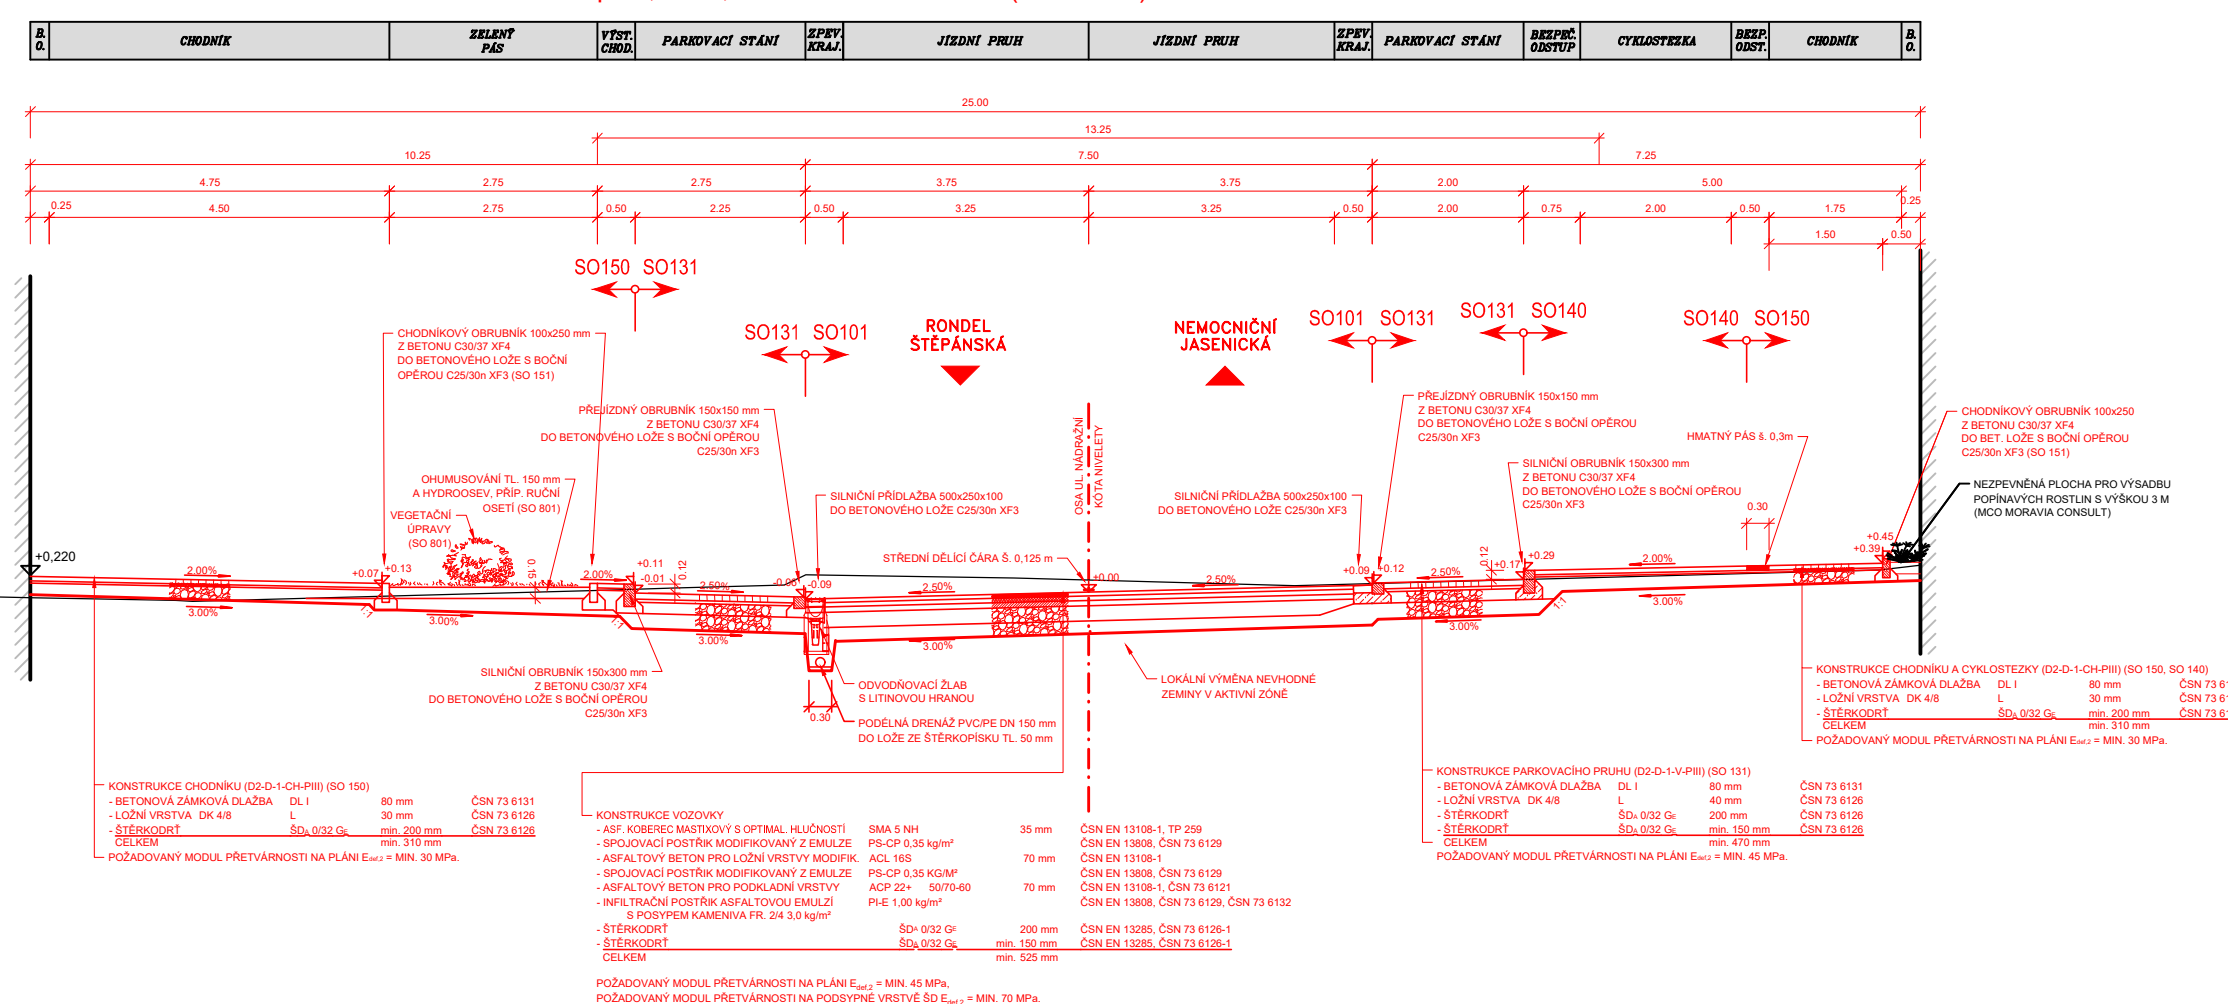 B. O.
CHODNÍK
ZELENÝ PÁS
VÝST. CHOD.
PARKOVACÍ STÁNÍ
ZPEV. KRAJ.
JÍZDNÍ PRUH
JÍZDNÍ PRUH
ZPEV. KRAJ.
PARKOVACÍ STÁNÍ
BEZPEČ. ODSTUP
CYKLOSTEZKA
BEZP. ODST.
CHODNÍK
B. O.
25.00
13.25
10.25 7.50 7.25
4.75 2.75 2.75 3.75 3.75 2.00 5.00
0.25 4.50 2.75 0.50 2.25 0.50 3.25 3.25 0.50 2.00 0.75 2.00 0.50 1.75 0.25
1.50 0.50
SO150 SO131
SO131 SO101
RONDEL
ŠTĚPÁNSKÁ
NEMOCNIČNÍ
JASENICKÁ
SO101 SO131
SO131 SO140
SO140 SO150
CHODNÍKOVÝ OBRUBNÍK 100x250 mm
Z BETONU C30/37 XF4
DO BETONOVÉHO LOŽE S BOČNÍ
OPĚROU C25/30n XF3 (SO 151)
PŘEJÍZDNÝ OBRUBNÍK 150x150 mm
Z BETONU C30/37 XF4
DO BETONOVÉHO LOŽE S BOČNÍ OPĚROU
C25/30n XF3
OHUMUSOVÁNÍ TL. 150 mm
A HYDROOSEV, PŘÍP. RUČNÍ
OSETÍ (SO 801)
VEGETAČNÍ
ÚPRAVY
(SO 801)
SILNIČNÍ PŘÍDLAŽBA 500x250x100
DO BETONOVÉHO LOŽE C25/30n XF3
STŘEDNÍ DĚLÍCÍ ČÁRA Š. 0,125 m
OSA UL. NÁDRAŽNÍ
KÓTA NIVELETY
SILNIČNÍ PŘÍDLAŽBA 500x250x100
DO BETONOVÉHO LOŽE C25/30n XF3
PŘEJÍZDNÝ OBRUBNÍK 150x150 mm
Z BETONU C30/37 XF4
DO BETONOVÉHO LOŽE S BOČNÍ OPĚROU
C25/30n XF3
SILNIČNÍ OBRUBNÍK 150x300 mm
Z BETONU C30/37 XF4
DO BETONOVÉHO LOŽE S BOČNÍ OPĚROU
C25/30n XF3
HMATNÝ PÁS š. 0,3m
0.30
CHODNÍKOVÝ OBRUBNÍK 100x250
Z BETONU C30/37 XF4
DO BET. LOŽE S BOČNÍ OPĚROU
C25/30n XF3 (SO 151)
NEZPEVNĚNÁ PLOCHA PRO VÝSADBU
POPÍNAVÝCH ROSTLIN S VÝŠKOU 3 M
(MCO MORAVIA CONSULT)
+0,220
2.00%
3.00%
+0.07
+0.13
1:1
3.00%
0.15
2.00%
1:1
+0.11
-0.01
0.12
2.50%
3.00%
-0.09
2.50%
3.00%
+0.00
2.50%
+0.09
+0.12
2.50%
3.00%
0.12
+0.17
+0.29
1:1
2.00%
3.00%
+0.45
+0.39
SILNIČNÍ OBRUBNÍK 150x300 mm
Z BETONU C30/37 XF4
DO BETONOVÉHO LOŽE S BOČNÍ OPĚROU
C25/30n XF3
0.30
ODVODŇOVACÍ ŽLAB
S LITINOVOU HRANOU
PODÉLNÁ DRENÁŽ PVC/PE DN 150 mm
DO LOŽE ZE ŠTĚRKOPÍSKU TL. 50 mm
LOKÁLNÍ VÝMĚNA NEVHODNÉ
ZEMINY V AKTIVNÍ ZÓNĚ
KONSTRUKCE CHODNÍKU A CYKLOSTEZKY (D2-D-1-CH-PIII) (SO 150, SO 140)
- BETONOVÁ ZÁMKOVÁ DLAŽBA DL I 80 mm ČSN 73 61
- LOŽNÍ VRSTVA DK 4/8 L 30 mm ČSN 73 61
- ŠTĚRKODRŤ ŠDA 0/32 GE min. 200 mm ČSN 73 61
CELKEM min. 310 mm
POŽADOVANÝ MODUL PŘETVÁRNOSTI NA PLÁNI Edef,2 = MIN. 30 MPa.
KONSTRUKCE CHODNÍKU (D2-D-1-CH-PIII) (SO 150)
- BETONOVÁ ZÁMKOVÁ DLAŽBA DL I 80 mm ČSN 73 6131
- LOŽNÍ VRSTVA DK 4/8 L 30 mm ČSN 73 6126
- ŠTĚRKODRŤ ŠDA 0/32 GE min. 200 mm ČSN 73 6126
CELKEM min. 310 mm
POŽADOVANÝ MODUL PŘETVÁRNOSTI NA PLÁNI Edef,2 = MIN. 30 MPa.
KONSTRUKCE PARKOVACÍHO PRUHU (D2-D-1-V-PIII) (SO 131)
- BETONOVÁ ZÁMKOVÁ DLAŽBA DL I 80 mm ČSN 73 6131
- LOŽNÍ VRSTVA DK 4/8 L 40 mm ČSN 73 6126
- ŠTĚRKODRŤ ŠDA 0/32 GE 200 mm ČSN 73 6126
- ŠTĚRKODRŤ ŠDA 0/32 GE min. 150 mm ČSN 73 6126
CELKEM min. 470 mm
POŽADOVANÝ MODUL PŘETVÁRNOSTI NA PLÁNI Edef,2 = MIN. 45 MPa.
KONSTRUKCE VOZOVKY
- ASF. KOBEREC MASTIXOVÝ S OPTIMAL. HLUČNOSTÍ SMA 5 NH 35 mm ČSN EN 13108-1, TP 259
- SPOJOVACÍ POSTŘIK MODIFIKOVANÝ Z EMULZE PS-CP 0,35 kg/m² ČSN EN 13808, ČSN 73 6129
- ASFALTOVÝ BETON PRO LOŽNÍ VRSTVY MODIFIK. ACL 16S 70 mm ČSN EN 13108-1
- SPOJOVACÍ POSTŘIK MODIFIKOVANÝ Z EMULZE PS-CP 0,35 KG/M² ČSN EN 13808, ČSN 73 6129
- ASFALTOVÝ BETON PRO PODKLADNÍ VRSTVY ACP 22+ 50/70-60 70 mm ČSN EN 13108-1, ČSN 73 6121
- INFILTRAČNÍ POSTŘIK ASFALTOVOU EMULZÍ PI-E 1,00 kg/m² ČSN EN 13808, ČSN 73 6129, ČSN 73 6132
S POSYPEM KAMENIVA FR. 2/4 3,0 kg/m²
- ŠTĚRKODRŤ ŠDA 0/32 GE 200 mm ČSN EN 13285, ČSN 73 6126-1
- ŠTĚRKODRŤ ŠDA 0/32 GE min. 150 mm ČSN EN 13285, ČSN 73 6126-1
CELKEM min. 525 mm
POŽADOVANÝ MODUL PŘETVÁRNOSTI NA PLÁNI Edef,2 = MIN. 45 MPa,
POŽADOVANÝ MODUL PŘETVÁRNOSTI NA PODSYPNÉ VRSTVĚ ŠD Edef,2 = MIN. 70 MPa.